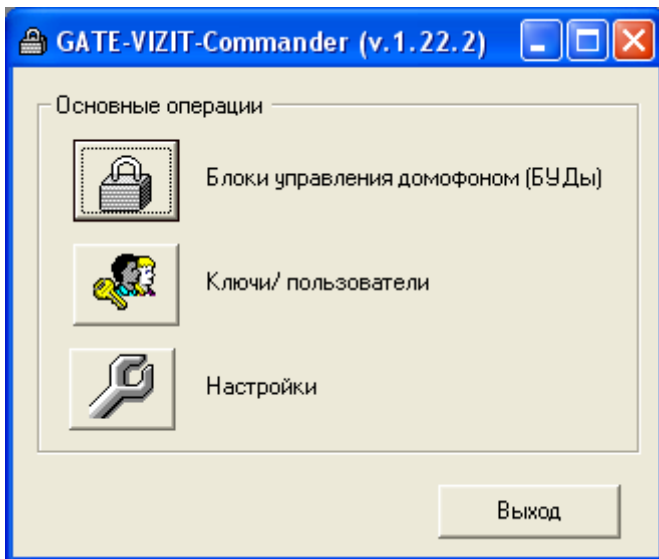 GATE-VIZIT-Commander (v.1.22.2)
Основные операции
Блоки управления домофоном (БУДы)
Ключи/ пользователи
Настройки
Выход